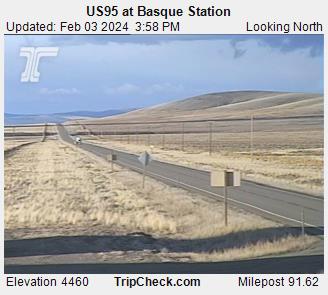 US95 at Basque Station
Updated: Feb 03 2024 3:58 PM Looking North
Elevation 4460 TripCheck.com Milepost 91.62